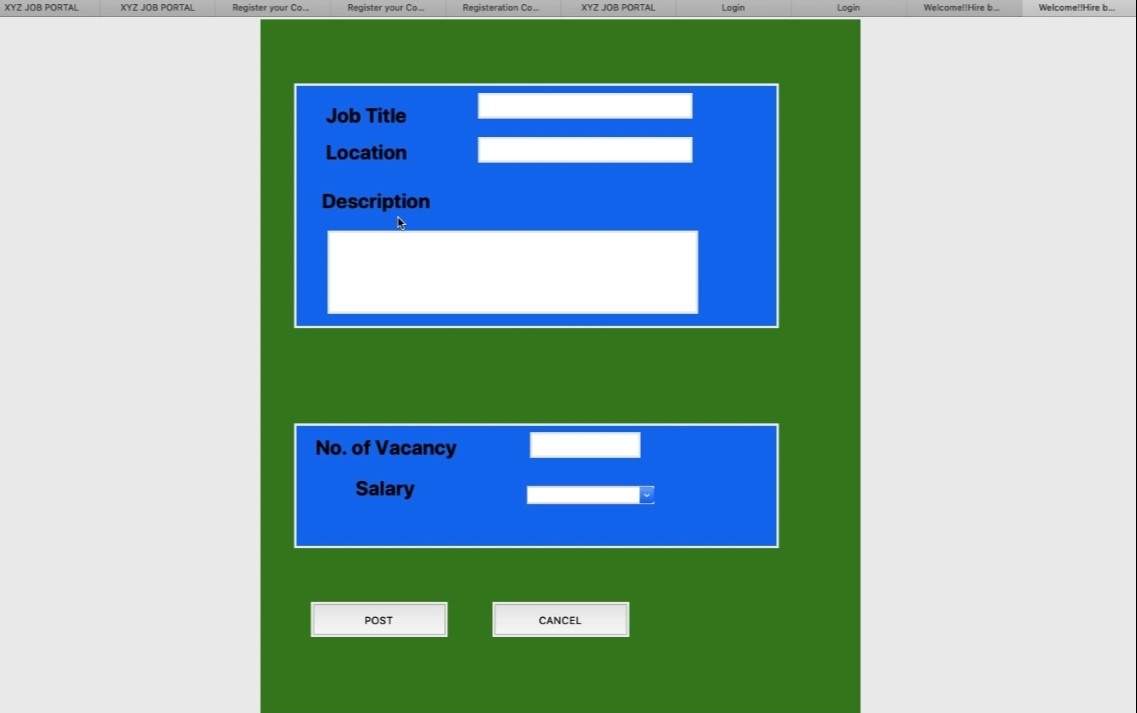 XYZ JOB PORTAL XYZ JOB PORTAL Register your Co... Register your Co... Registeration Co... XYZ JOB PORTAL Login Login Welcome!!Hire b... Welcome!!Hire b...
Job Title
Location
Description
No. of Vacancy
Salary
POST CANCEL